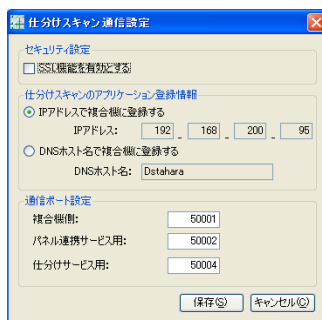 仕分けスキャン通信設定
セキュリティ設定
SSL機能を有効とする
仕分けスキャンのアプリケーション登録情報
IPアドレスで複合機に登録する
IPアドレス: 192 . 168 . 200 . 95
DNSホスト名で複合機に登録する
DNSホスト名: Dstahara
通信ポート設定
複合機側: 50001
パネル連携サービス用: 50002
仕分けサービス用: 50004
保存(S) キャンセル(C)